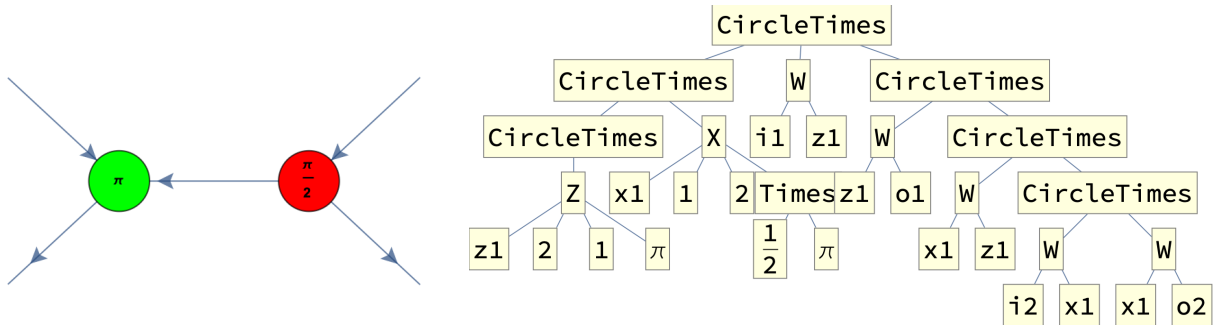 CircleTimes
CircleTimes W CircleTimes
CircleTimes X i1 z1 W CircleTimes
π π/2 Z x1 1 2 Times z1 o1 W CircleTimes
z1 2 1 π 1/2 π x1 z1 W W
i2 x1 x1 o2